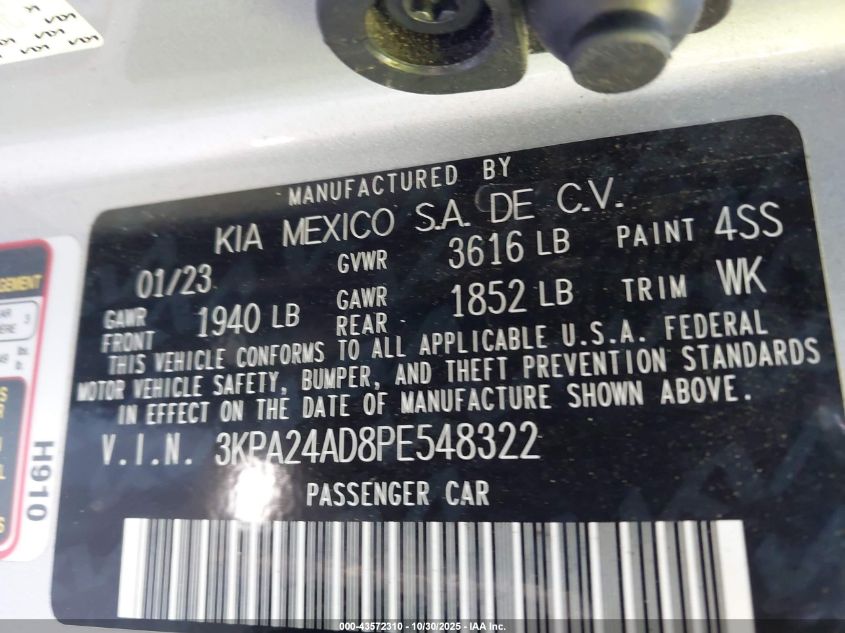 MANUFACTURED BY
KIA MEXICO S.A. DE C.V.
01/23 GVWR 3616 LB PAINT 4SS
GAWR FRONT 1940 LB GAWR REAR 1852 LB TRIM WK
THIS VEHICLE CONFORMS TO ALL APPLICABLE U.S.A. FEDERAL
MOTOR VEHICLE SAFETY, BUMPER, AND THEFT PREVENTION STANDARDS
IN EFFECT ON THE DATE OF MANUFACTURE SHOWN ABOVE.
V.I.N. 3KPA24AD8PE548322
PASSENGER CAR
H910
000-43572310 - 10/30/2025 - IAA Inc.